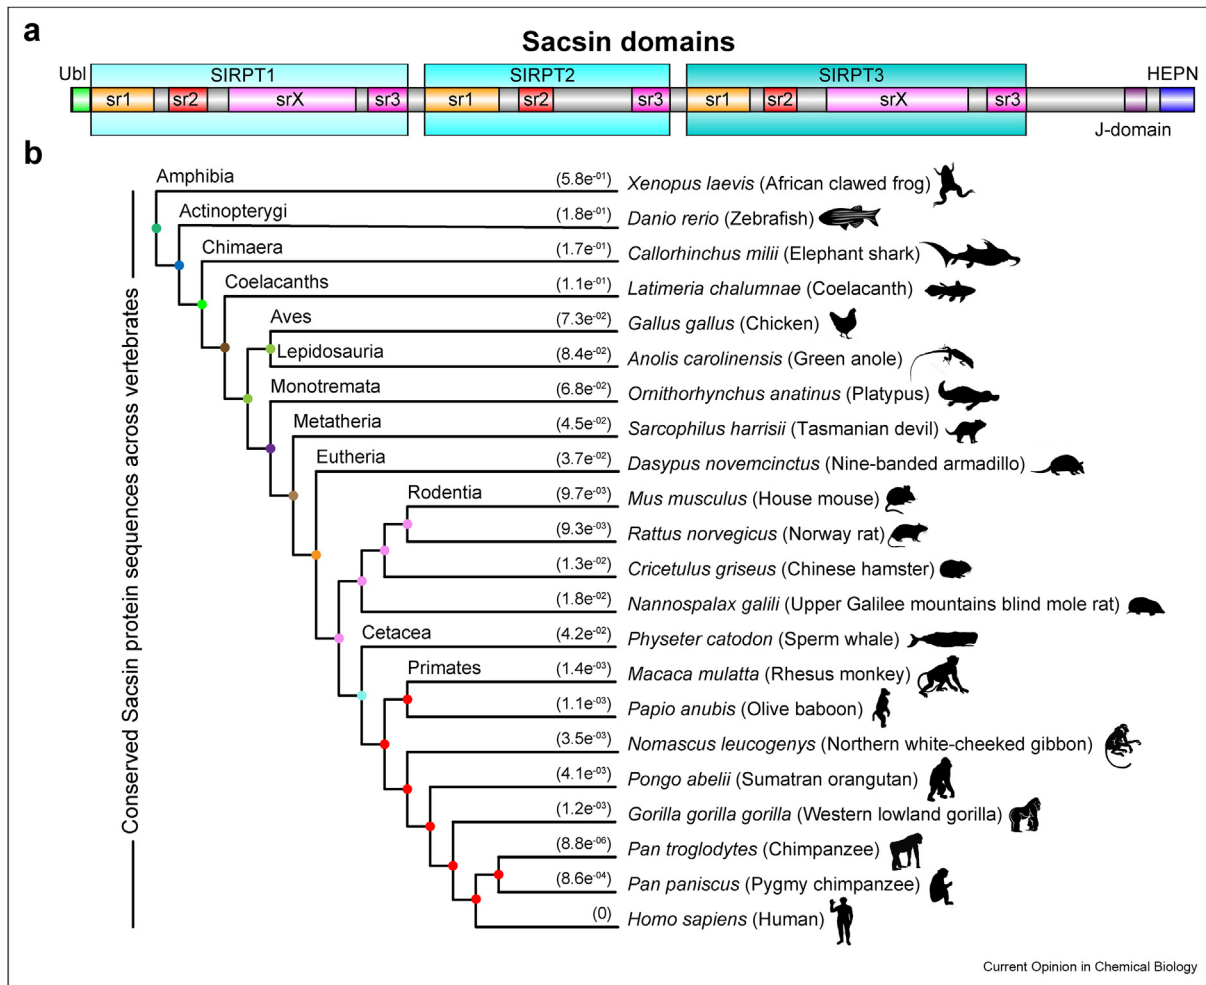 a
Sacsin domains
Ubl SIRPT1 SIRPT2 SIRPT3 HEPN
sr1 sr2 srX sr3 sr1 sr2 sr3 sr1 sr2 srX sr3
J-domain
b
Conserved Sacsin protein sequences across vertebrates
Amphibia (5.8e-01) Xenopus laevis (African clawed frog)
Actinopterygi (1.8e-01) Danio rerio (Zebrafish)
Chimaera (1.7e-01) Callorhinchus milii (Elephant shark)
Coelacanths (1.1e-01) Latimeria chalumnae (Coelacanth)
Aves (7.3e-02) Gallus gallus (Chicken)
Lepidosauria (8.4e-02) Anolis carolinensis (Green anole)
Monotremata (6.8e-02) Ornithorhynchus anatinus (Platypus)
Metatheria (4.5e-02) Sarcophilus harrisii (Tasmanian devil)
Eutheria (3.7e-02) Dasypus novemcinctus (Nine-banded armadillo)
Rodentia (9.7e-03) Mus musculus (House mouse)
(9.3e-03) Rattus norvegicus (Norway rat)
(1.3e-02) Cricetulus griseus (Chinese hamster)
(1.8e-02) Nannospalax galili (Upper Galilee mountains blind mole rat)
Cetacea (4.2e-02) Physeter catodon (Sperm whale)
Primates (1.4e-03) Macaca mulatta (Rhesus monkey)
(1.1e-03) Papio anubis (Olive baboon)
(3.5e-03) Nomascus leucogenys (Northern white-cheeked gibbon)
(4.1e-03) Pongo abelii (Sumatran orangutan)
(1.2e-03) Gorilla gorilla gorilla (Western lowland gorilla)
(8.8e-06) Pan troglodytes (Chimpanzee)
(8.6e-04) Pan paniscus (Pygmy chimpanzee)
(0) Homo sapiens (Human)
Current Opinion in Chemical Biology